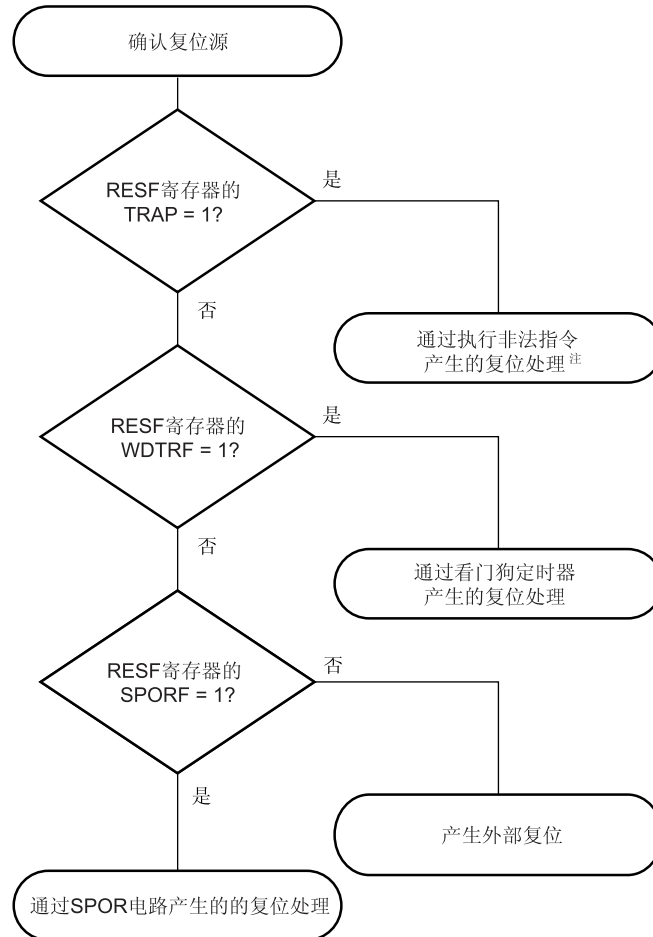 确认复位源
RESF寄存器的
TRAP = 1?
是
否
通过执行非法指令
产生的复位处理注
RESF寄存器的
WDTRF = 1?
是
否
通过看门狗定时器
产生的复位处理
RESF寄存器的
SPORF = 1?
否
是
产生外部复位
通过SPOR电路产生的的复位处理